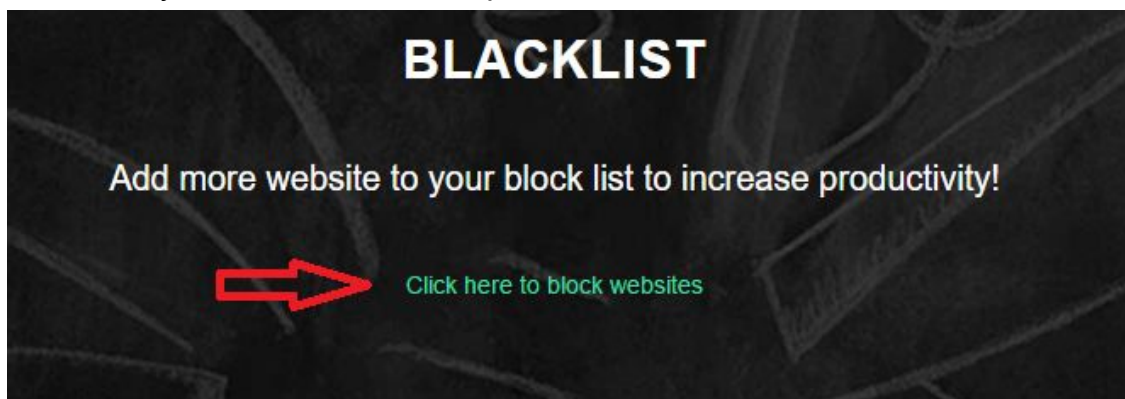 BLACKLIST
Add more website to your block list to increase productivity!
Click here to block websites